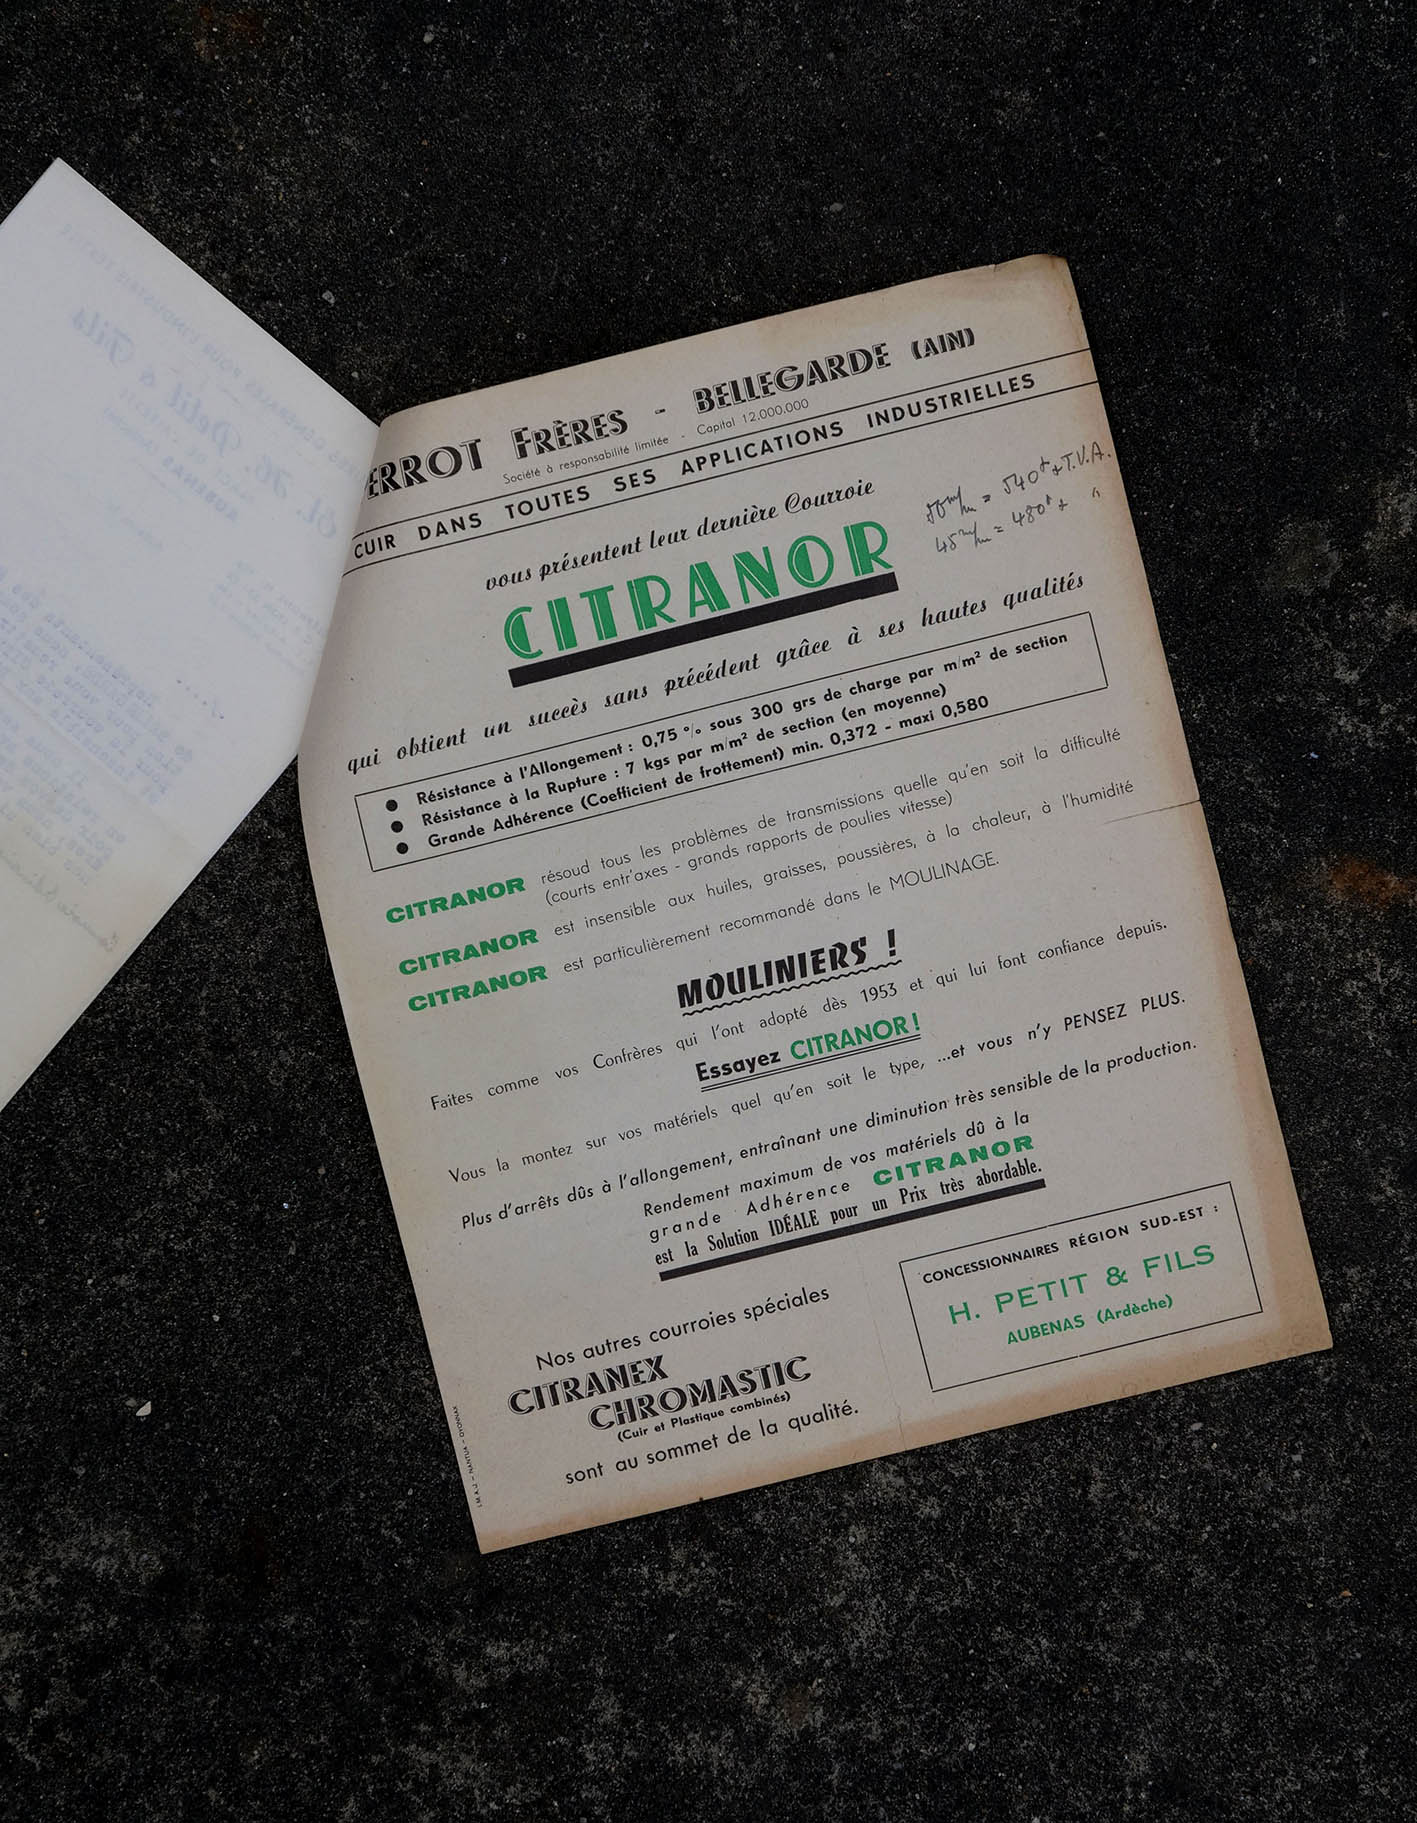 ERROT FRÈRES - BELLEGARDE (AIN)
Société à responsabilité limitée - Capital 12.000.000
CUIR DANS TOUTES SES APPLICATIONS INDUSTRIELLES
vous présentent leur dernière Courroie
50 m/m = 540 + T.V.A.
45 m/m = 480 + "
CITRANOR
qui obtient un succès sans précédent grâce à ses hautes qualités
● Résistance à l'Allongement : 0,75 % sous 300 grs de charge par m/m² de section
● Résistance à la Rupture : 7 kgs par m/m² de section (en moyenne)
● Grande Adhérence (Coefficient de frottement) min. 0,372 - maxi 0,580
CITRANOR résoud tous les problèmes de transmissions quelle qu'en soit la difficulté
(courts entr'axes - grands rapports de poulies vitesse)
CITRANOR est insensible aux huiles, graisses, poussières, à la chaleur, à l'humidité
CITRANOR est particulièrement recommandé dans le MOULINAGE.
MOULINIERS !
Faites comme vos Confrères qui l'ont adopté dès 1953 et qui lui font confiance depuis.
Essayez CITRANOR !
Vous la montez sur vos matériels quel qu'en soit le type, ...et vous n'y PENSEZ PLUS.
Plus d'arrêts dûs à l'allongement, entraînant une diminution très sensible de la production.
Rendement maximum de vos matériels dû à la
grande Adhérence CITRANOR
est la Solution IDÉALE pour un Prix très abordable.
CONCESSIONNAIRES RÉGION SUD-EST :
H. PETIT & FILS
AUBENAS (Ardèche)
Nos autres courroies spéciales
CITRANEX
CHROMASTIC
(Cuir et Plastique combinés)
sont au sommet de la qualité.
I.M.A.J. - NANTUA - OYONNAX
H. Petit & Fils
AUBENAS